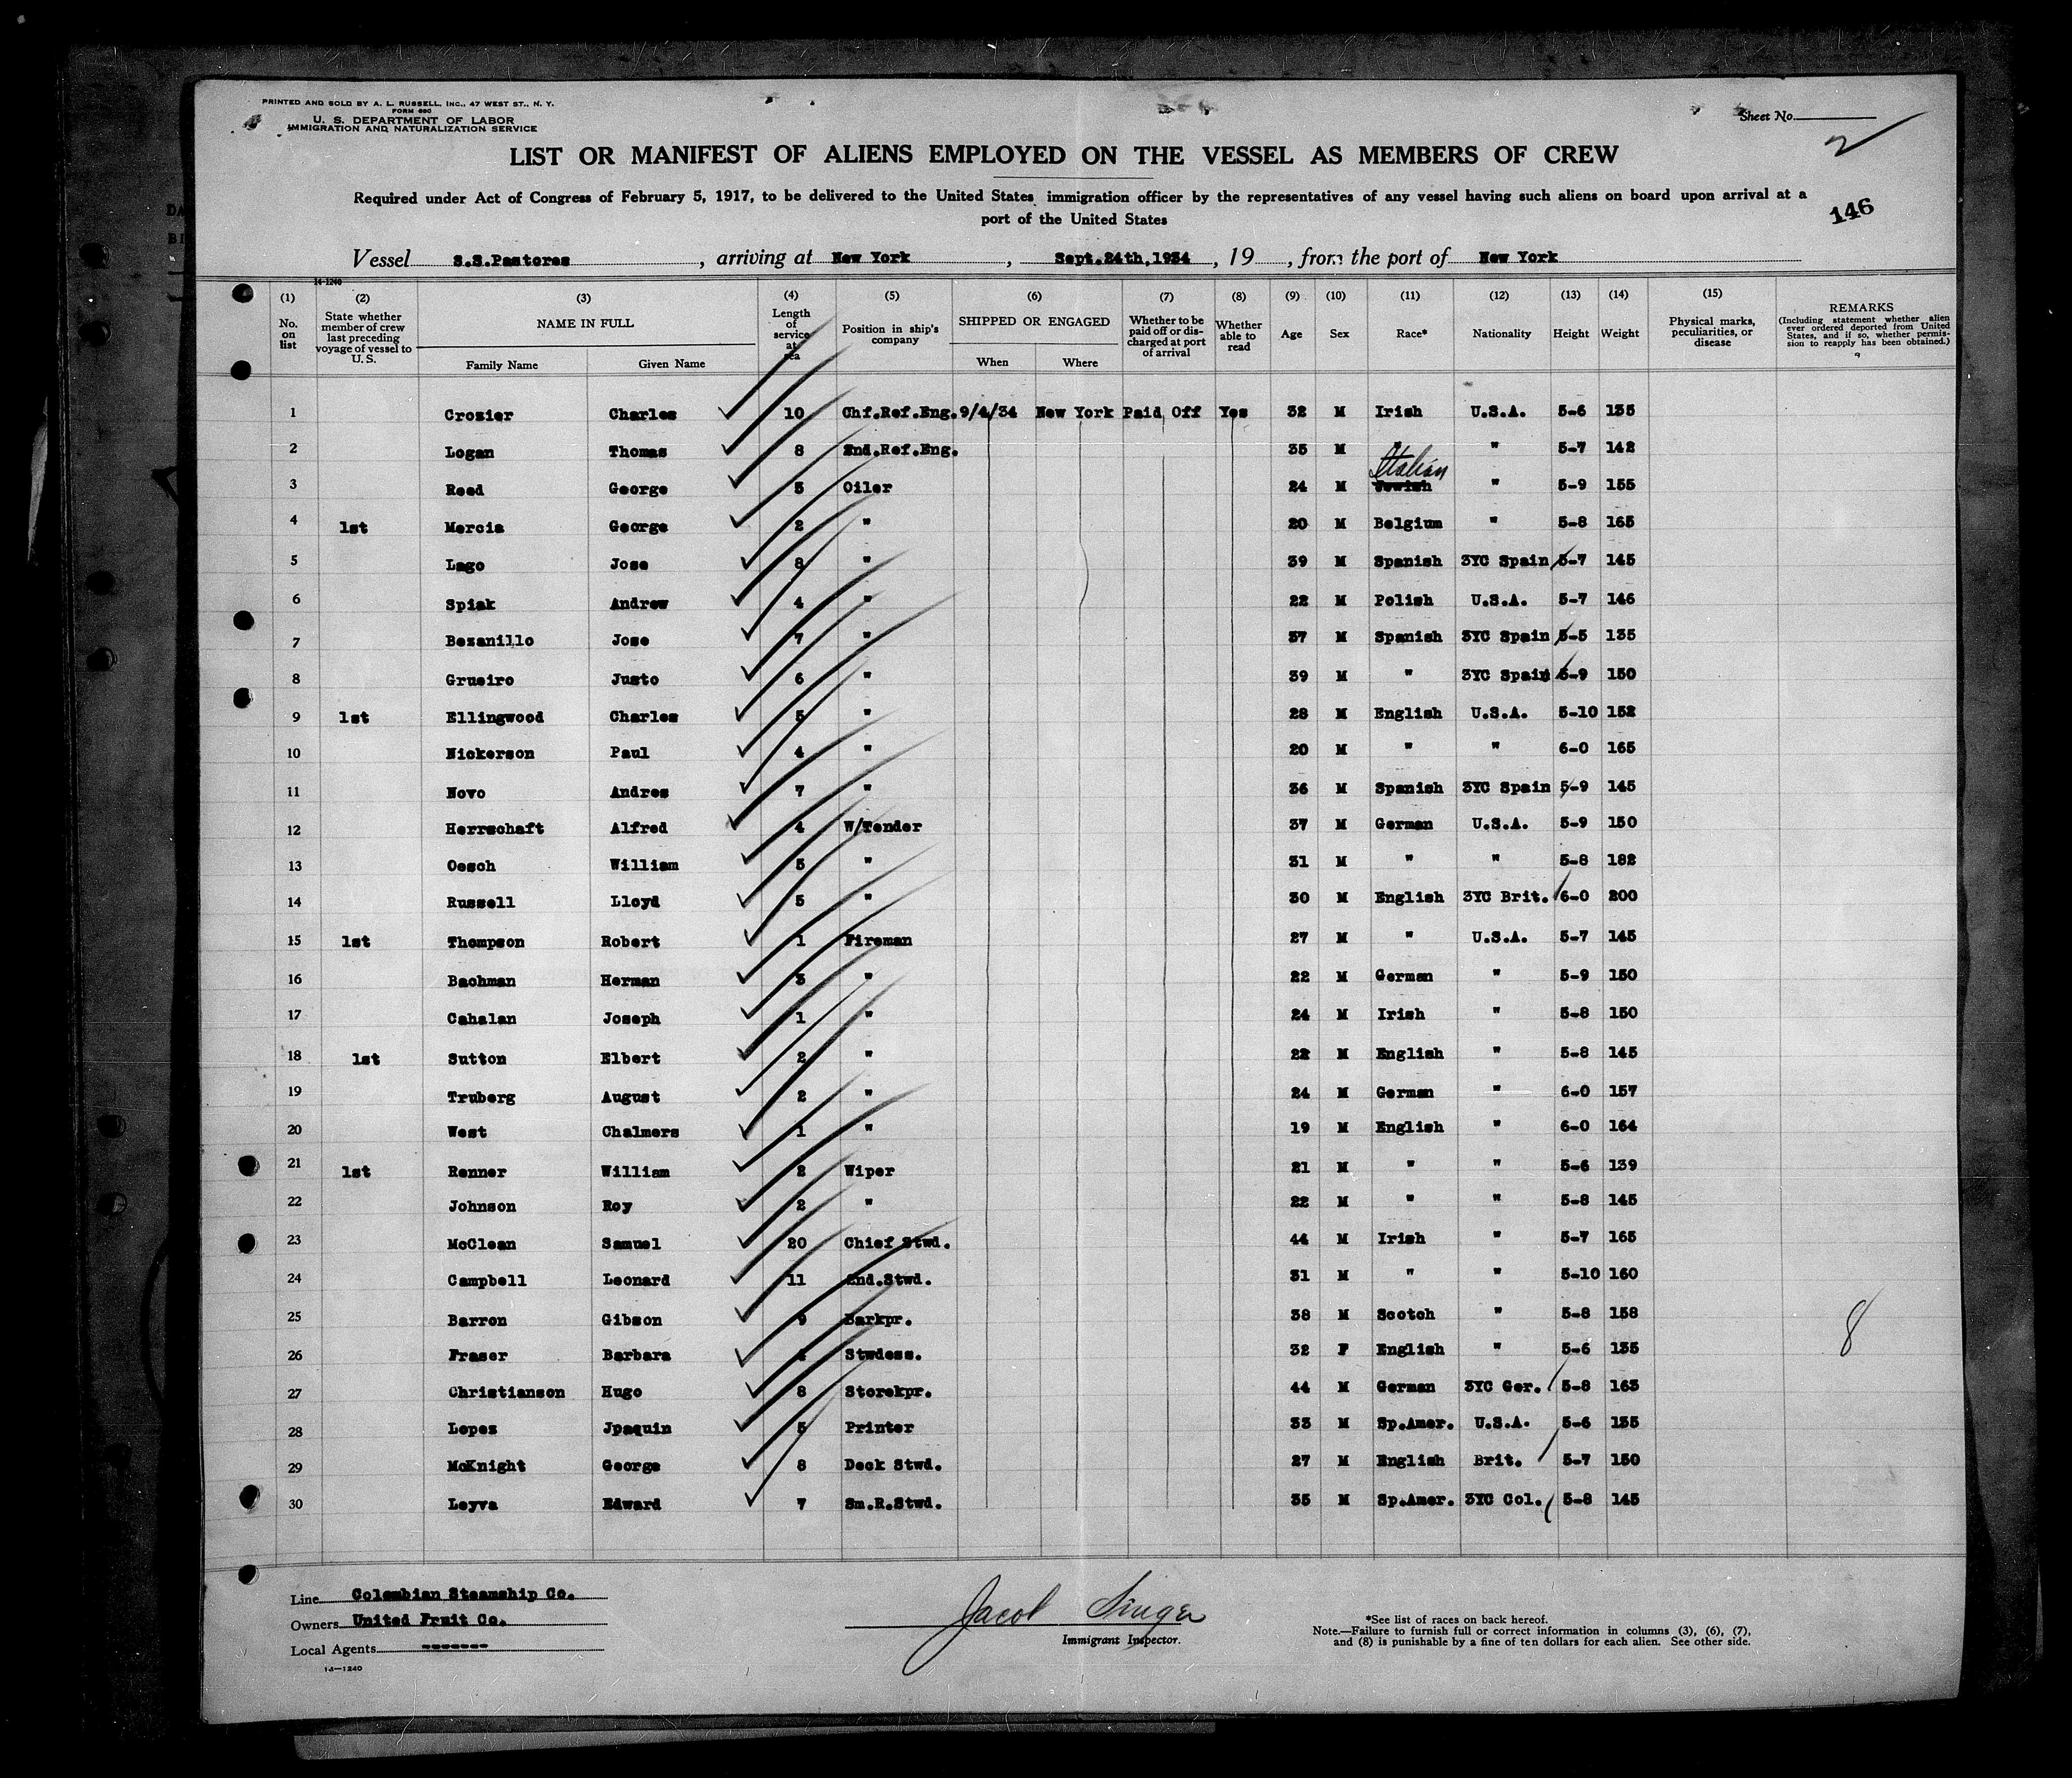 PRINTED AND SOLD BY A. L. RUSSELL, INC., 47 WEST ST., N. Y.
FORM 680
U. S. DEPARTMENT OF LABOR
IMMIGRATION AND NATURALIZATION SERVICE
Sheet No. 2
LIST OR MANIFEST OF ALIENS EMPLOYED ON THE VESSEL AS MEMBERS OF CREW
Required under Act of Congress of February 5, 1917, to be delivered to the United States immigration officer by the representatives of any vessel having such aliens on board upon arrival at a
port of the United States
146
Vessel S.S.Pastores, arriving at New York, Sept.24th,1934, 19, from the port of New York
14-1240
(1) (2) (3) (4) (5) (6) (7) (8) (9) (10) (11) (12) (13) (14) (15)
No. on list | State whether member of crew last preceding voyage of vessel to U.S. | NAME IN FULL Family Name Given Name | Length of service at sea | Position in ship's company | SHIPPED OR ENGAGED When Where | Whether to be paid off or discharged at port of arrival | Whether able to read | Age | Sex | Race* | Nationality | Height | Weight | Physical marks, peculiarities, or disease | REMARKS (Including statement whether alien ever ordered deported from United States, and if so, whether permission to reapply has been obtained.)
1 Crozier Charles 10 Chf.Ref.Eng. 9/4/34 New York Paid Off Yes 32 M Irish U.S.A. 5-6 135
2 Logan Thomas 8 2nd.Ref.Eng. 35 M " 5-7 142
3 Reed George 5 Oiler 24 M Jewish Italian " 5-9 155
4 1st Mercia George 2 " 20 M Belgium " 5-8 165
5 Lago Jose 8 " 39 M Spanish 3YC Spain 5-7 145
6 Spiak Andrew 4 " 22 M Polish U.S.A. 5-7 146
7 Bezanillo Jose 7 " 37 M Spanish 3YC Spain 5-5 135
8 Grueiro Justo 6 " 39 M " 3YC Spain 5-9 150
9 1st Ellingwood Charles 5 " 28 M English U.S.A. 5-10 152
10 Nickerson Paul 4 " 20 M " " 6-0 165
11 Novo Andres 7 " 36 M Spanish 3YC Spain 5-9 145
12 Herrschaft Alfred 4 W/Tender 37 M German U.S.A. 5-9 150
13 Oesch William 5 " 31 M " " 5-8 182
14 Russell Lloyd 5 " 30 M English 3YC Brit. 6-0 200
15 1st Thompson Robert 1 Fireman 27 M " U.S.A. 5-7 145
16 Bachman Herman 3 " 22 M German " 5-9 150
17 Cahalan Joseph 1 " 24 M Irish " 5-8 150
18 1st Sutton Elbert 2 " 22 M English " 5-8 145
19 Truberg August 2 " 24 M German " 6-0 157
20 West Chalmers 1 " 19 M English " 6-0 164
21 1st Renner William 2 Wiper 21 M " " 5-6 139
22 Johnson Roy 2 " 22 M " " 5-8 145
23 McClean Samuel 20 Chief Stwd. 44 M Irish " 5-7 165
24 Campbell Leonard 11 2nd.Stwd. 31 M " " 5-10 160
25 Barron Gibson 9 Barkpr. 38 M Scotch " 5-8 158
26 Fraser Barbara Stwdess. 32 F English " 5-6 135
27 Christianson Hugo 8 Storekpr. 44 M German 3YC Ger. 5-8 163
28 Lopez Jpaquin 5 Printer 33 M Sp.Amer. U.S.A. 5-6 135
29 McKnight George 8 Deck Stwd. 27 M English Brit. 5-7 150
30 Leyva Edward 7 Sm.R.Stwd. 35 M Sp.Amer. 3YC Col. 5-8 145
8
Line Colombian Steamship Co.
Owners United Fruit Co.
Local Agents -------
14-1240
Jacob Singer
Immigrant Inspector.
*See list of races on back hereof.
Note.—Failure to furnish full or correct information in columns (3), (6), (7),
and (8) is punishable by a fine of ten dollars for each alien. See other side.